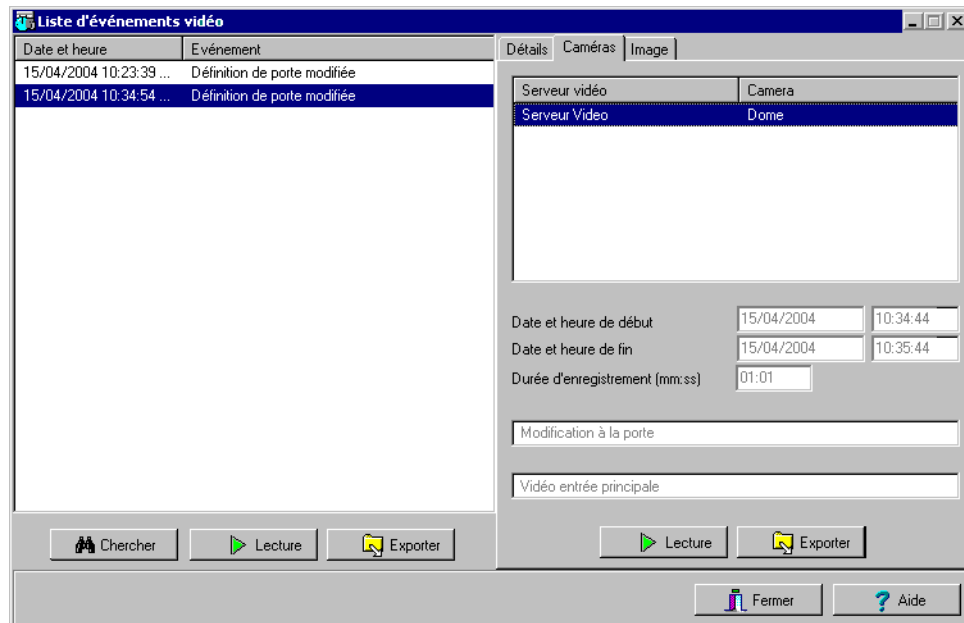 Liste d'événements vidéo
Date et heure Evénement
15/04/2004 10:23:39 ... Définition de porte modifiée
15/04/2004 10:34:54 ... Définition de porte modifiée
Chercher Lecture Exporter
Détails Caméras Image
Serveur vidéo Camera
Serveur Video Dome
Date et heure de début 15/04/2004 10:34:44
Date et heure de fin 15/04/2004 10:35:44
Durée d'enregistrement (mm:ss) 01:01
Modification à la porte
Vidéo entrée principale
Lecture Exporter
Fermer Aide